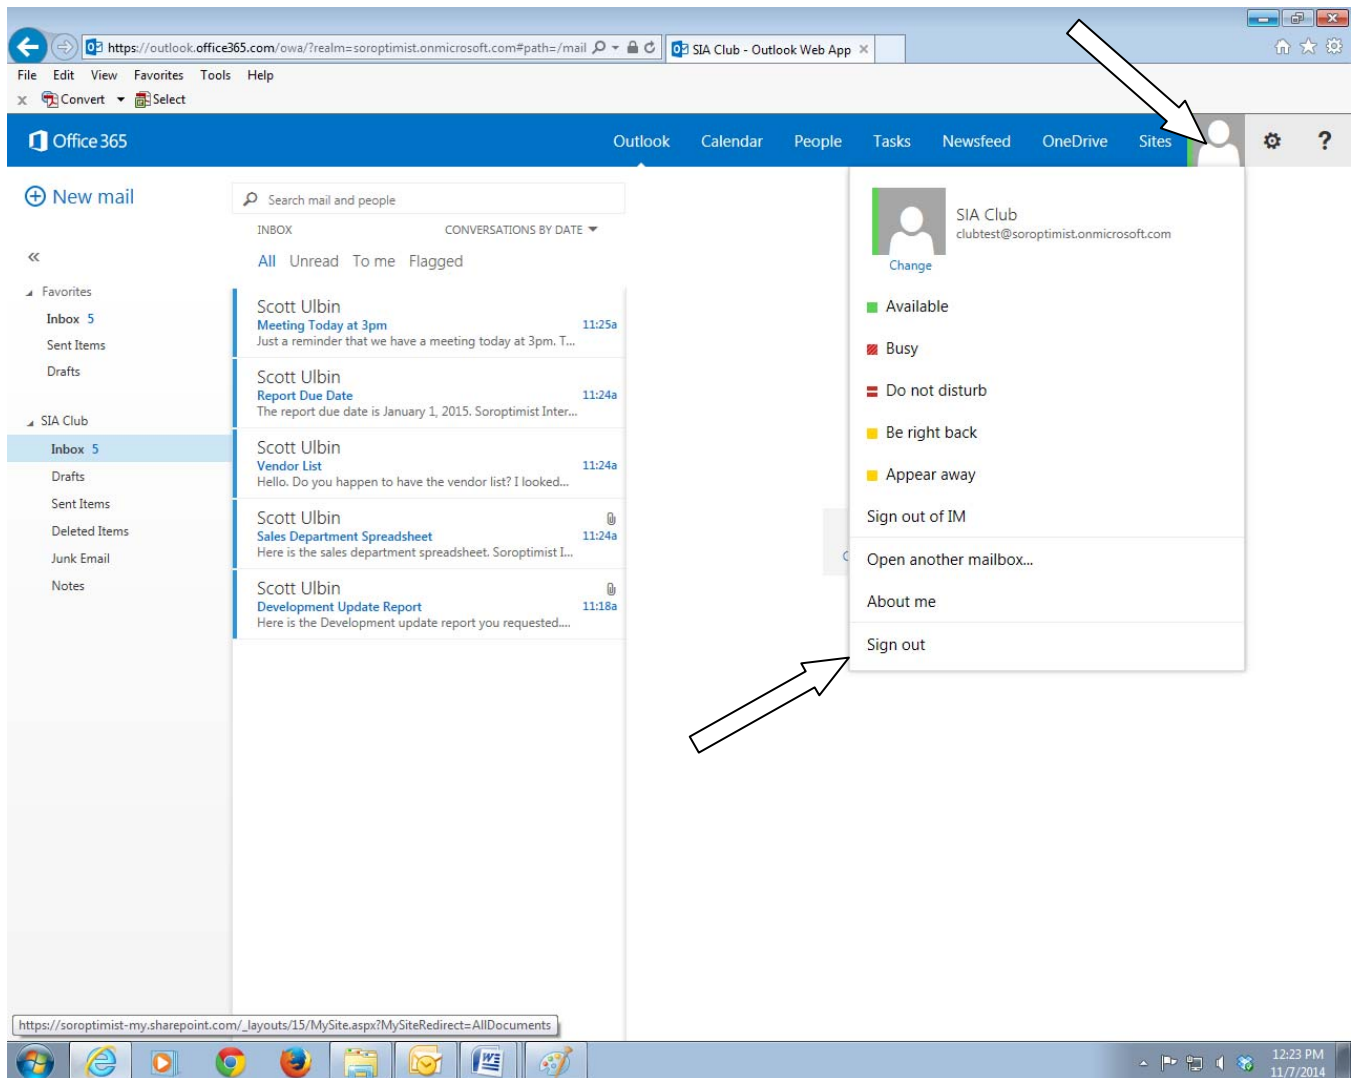 https://outlook.office365.com/owa/?realm=soroptimist.onmicrosoft.com#path=/mail
SIA Club - Outlook Web App
File Edit View Favorites Tools Help
x Convert Select
Office 365
Outlook Calendar People Tasks Newsfeed OneDrive Sites ?
New mail
«
Favorites
Inbox 5
Sent Items
Drafts
SIA Club
Inbox 5
Drafts
Sent Items
Deleted Items
Junk Email
Notes
Search mail and people
INBOX CONVERSATIONS BY DATE
All Unread To me Flagged
Scott Ulbin
Meeting Today at 3pm 11:25a
Just a reminder that we have a meeting today at 3pm. T...
Scott Ulbin
Report Due Date 11:24a
The report due date is January 1, 2015. Soroptimist Inter...
Scott Ulbin
Vendor List 11:24a
Hello. Do you happen to have the vendor list? I looked...
Scott Ulbin
Sales Department Spreadsheet 11:24a
Here is the sales department spreadsheet. Soroptimist I...
Scott Ulbin
Development Update Report 11:18a
Here is the Development update report you requested....
SIA Club
clubtest@soroptimist.onmicrosoft.com
Change
Available
Busy
Do not disturb
Be right back
Appear away
Sign out of IM
Open another mailbox...
About me
Sign out
https://soroptimist-my.sharepoint.com/_layouts/15/MySite.aspx?MySiteRedirect=AllDocuments
12:23 PM
11/7/2014